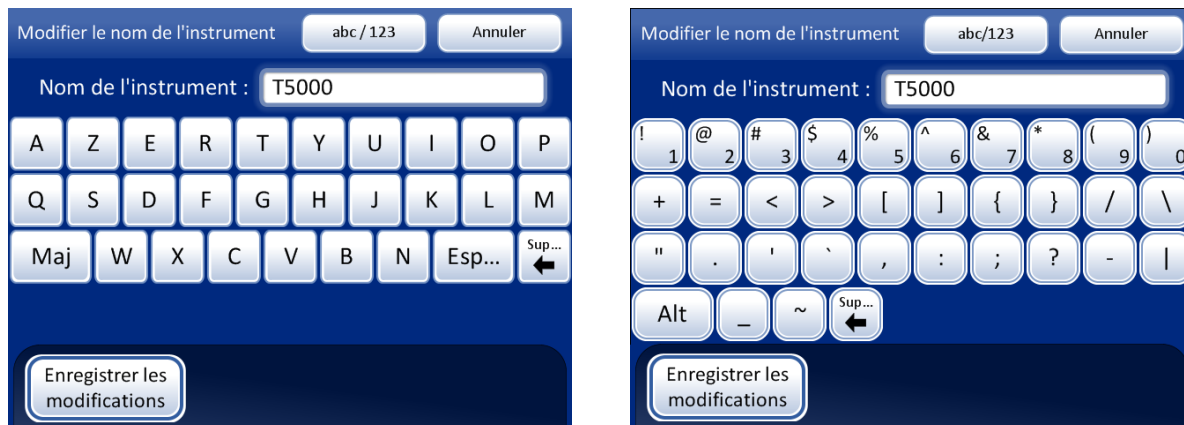 Modifier le nom de l'instrument abc / 123 Annuler
Nom de l'instrument : T5000
A Z E R T Y U I O P
Q S D F G H J K L M
Maj W X C V B N Esp... Sup...
Enregistrer les
modifications
Modifier le nom de l'instrument abc/123 Annuler
Nom de l'instrument : T5000
! 1 @ 2 # 3 $ 4 % 5 ^ 6 & 7 * 8 ( 9 ) 0
+ = < > [ ] { } / \
" . ' ` , : ; ? - |
Alt _ ~ Sup...
Enregistrer les
modifications